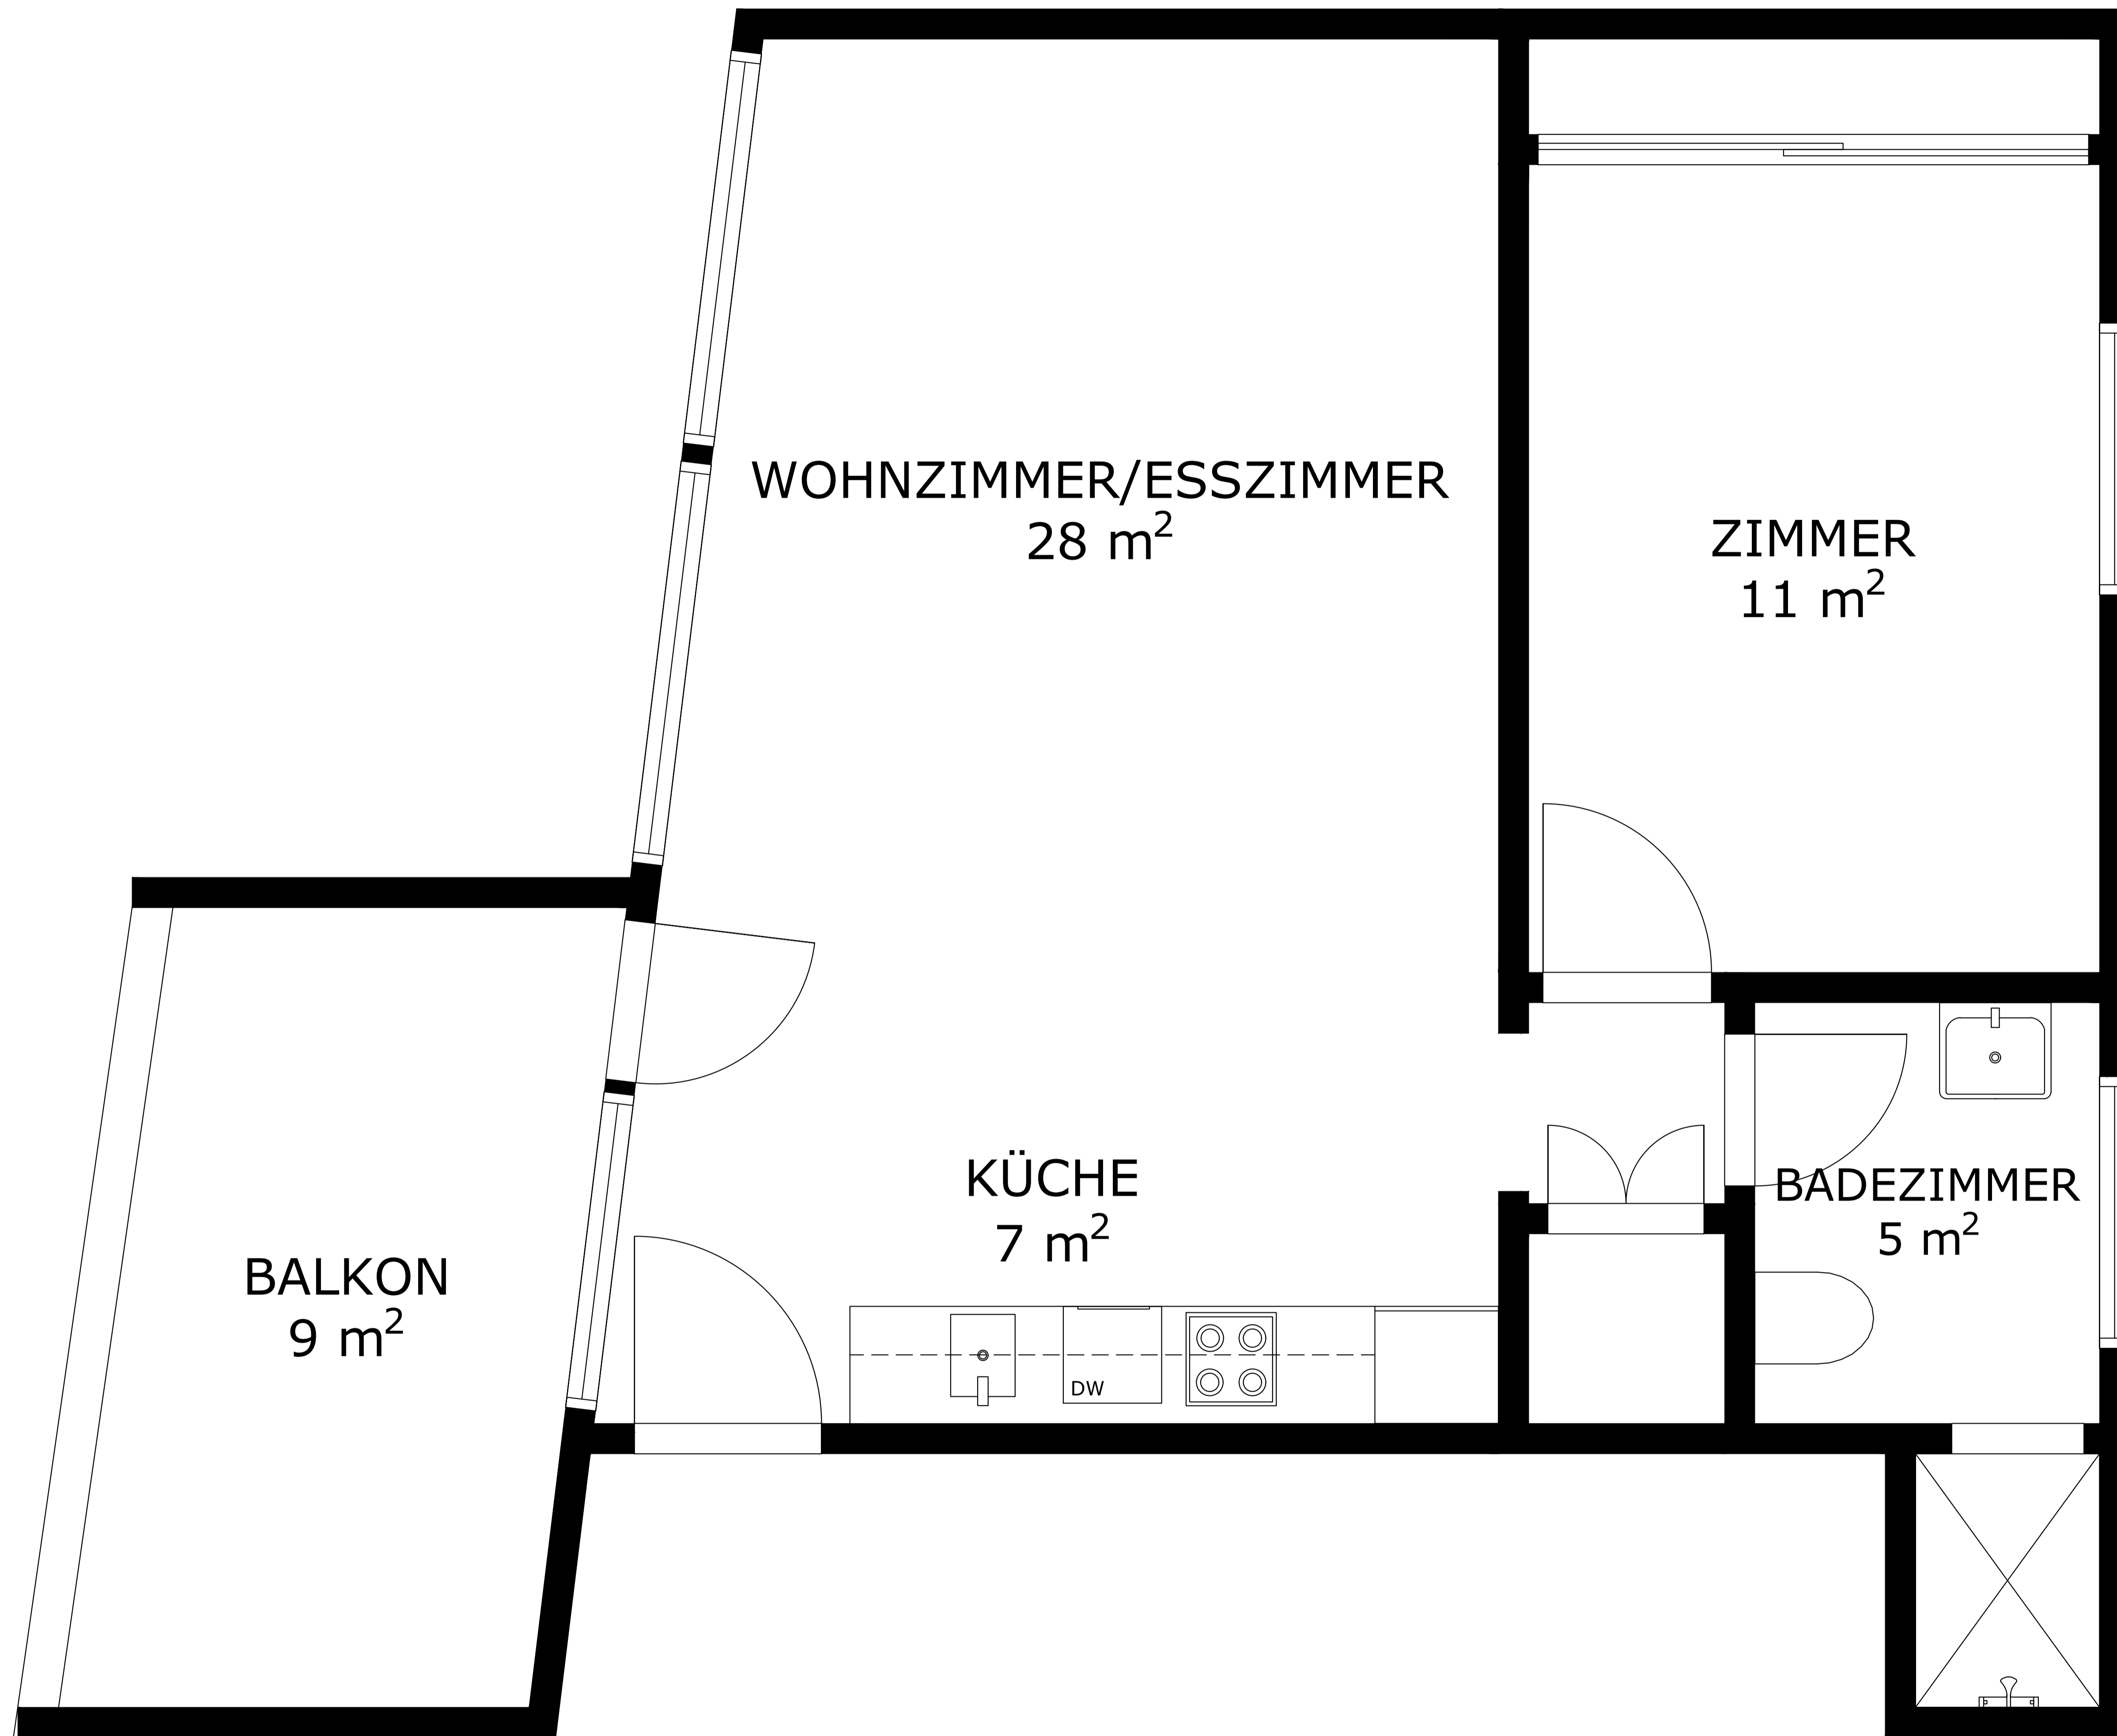 WOHNZIMMER/ESSZIMMER
28 m²
ZIMMER
11 m²
KÜCHE
7 m²
BADEZIMMER
5 m²
BALKON
9 m²
DW